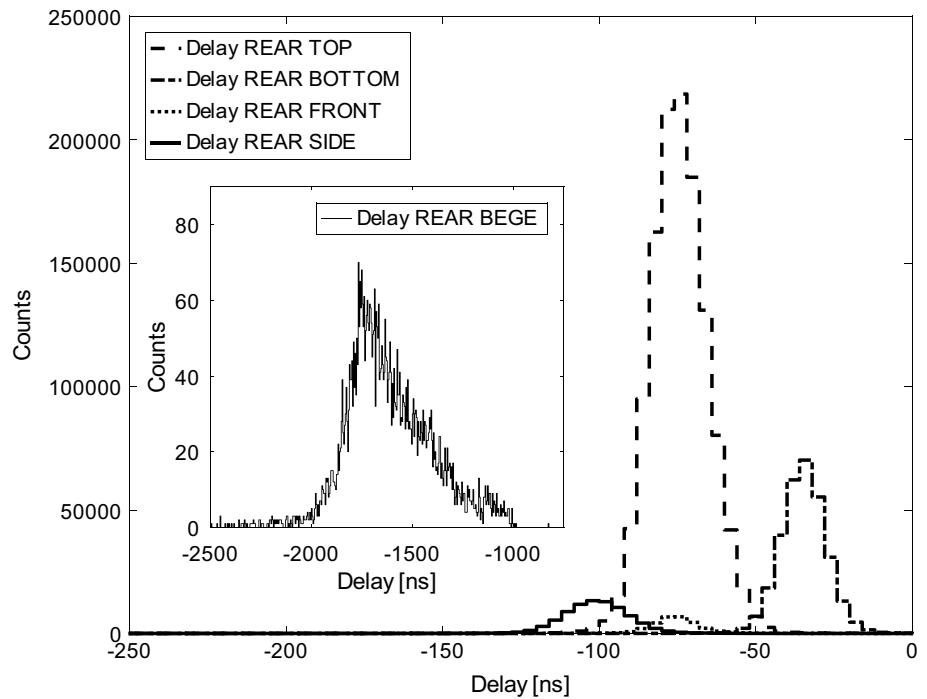 250000
200000
150000
100000
50000
0
Counts
Delay REAR TOP
Delay REAR BOTTOM
Delay REAR FRONT
Delay REAR SIDE
80
60
40
20
0
Counts
Delay REAR BEGE
-2500 -2000 -1500 -1000
Delay [ns]
-250 -200 -150 -100 -50 0
Delay [ns]